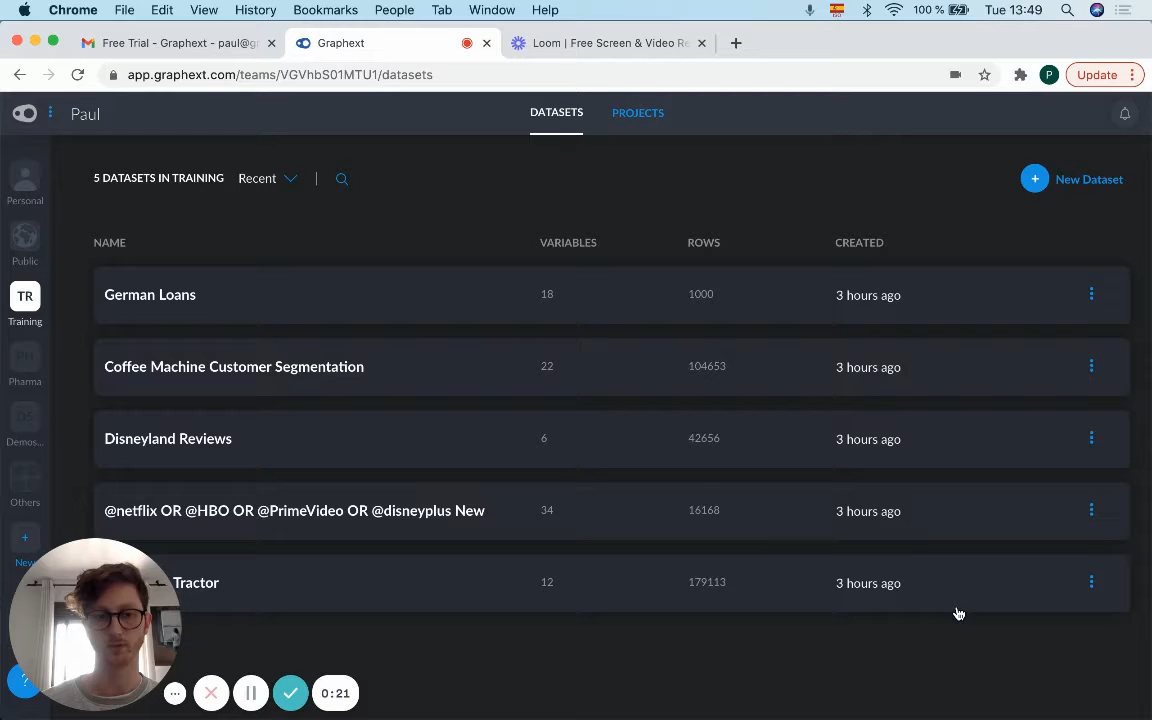 Chrome File Edit View History Bookmarks People Tab Window Help 100 % Tue 13:49
Free Trial - Graphext - paul@gr Graphext Loom | Free Screen & Video Re
app.graphext.com/teams/VGVhbS01MTU1/datasets P Update
Paul DATASETS PROJECTS
5 DATASETS IN TRAINING Recent New Dataset
NAME VARIABLES ROWS CREATED
German Loans 18 1000 3 hours ago
Coffee Machine Customer Segmentation 22 104653 3 hours ago
Disneyland Reviews 6 42656 3 hours ago
@netflix OR @HBO OR @PrimeVideo OR @disneyplus New 34 16168 3 hours ago
Tractor 12 179113 3 hours ago
Personal
Public
TR
Training
PH
Pharma
DS
Demos...
Others
+
New
?
0:21